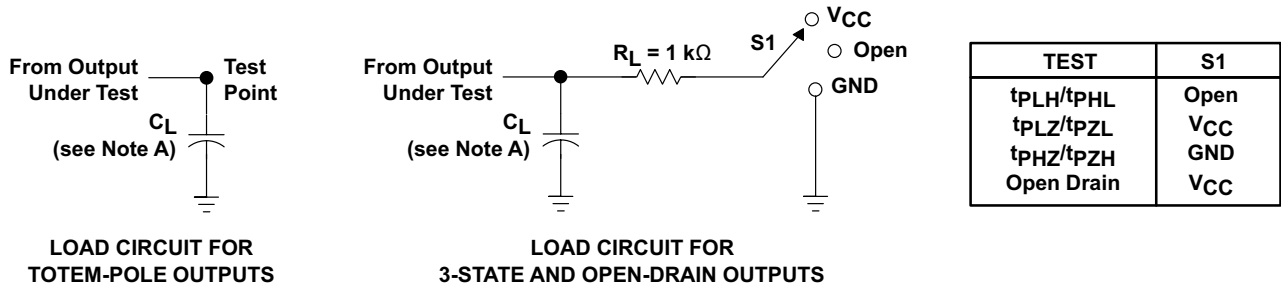 From Output
Under Test
Test
Point
CL
(see Note A)
LOAD CIRCUIT FOR
TOTEM-POLE OUTPUTS
From Output
Under Test
RL = 1 kΩ
S1
VCC
Open
GND
CL
(see Note A)
LOAD CIRCUIT FOR
3-STATE AND OPEN-DRAIN OUTPUTS
TEST S1
tPLH/tPHL Open
tPLZ/tPZL VCC
tPHZ/tPZH GND
Open Drain VCC